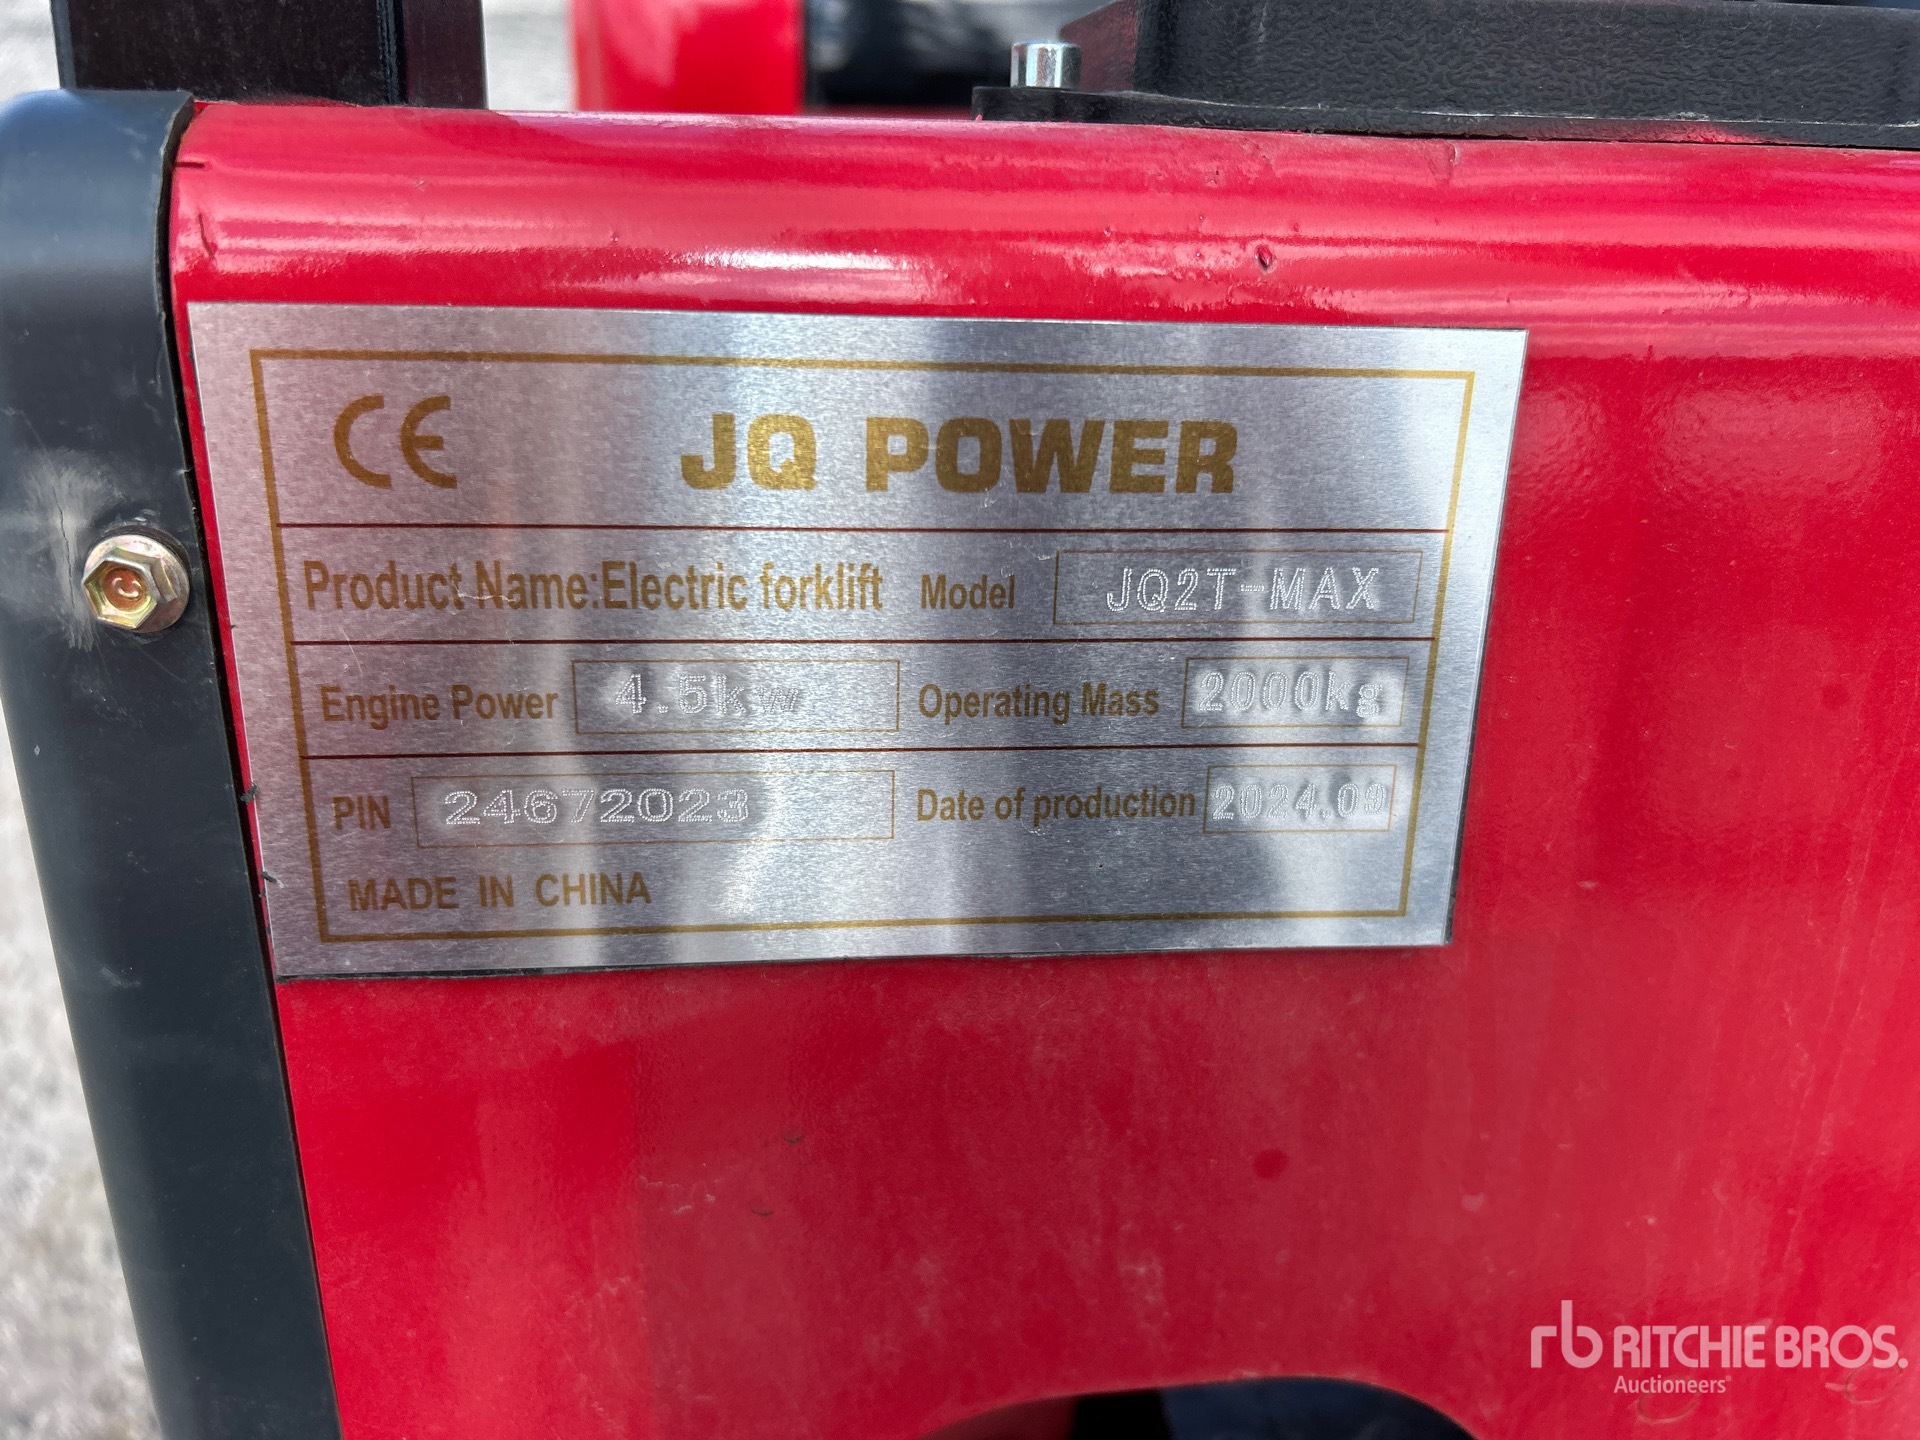 CE JQ POWER
Product Name:Electric forklift Model JQ2T-MAX
Engine Power 4.5kw Operating Mass 2000kg
PIN 24672023 Date of production 2024.09
MADE IN CHINA
rb RITCHIE BROS.
Auctioneers